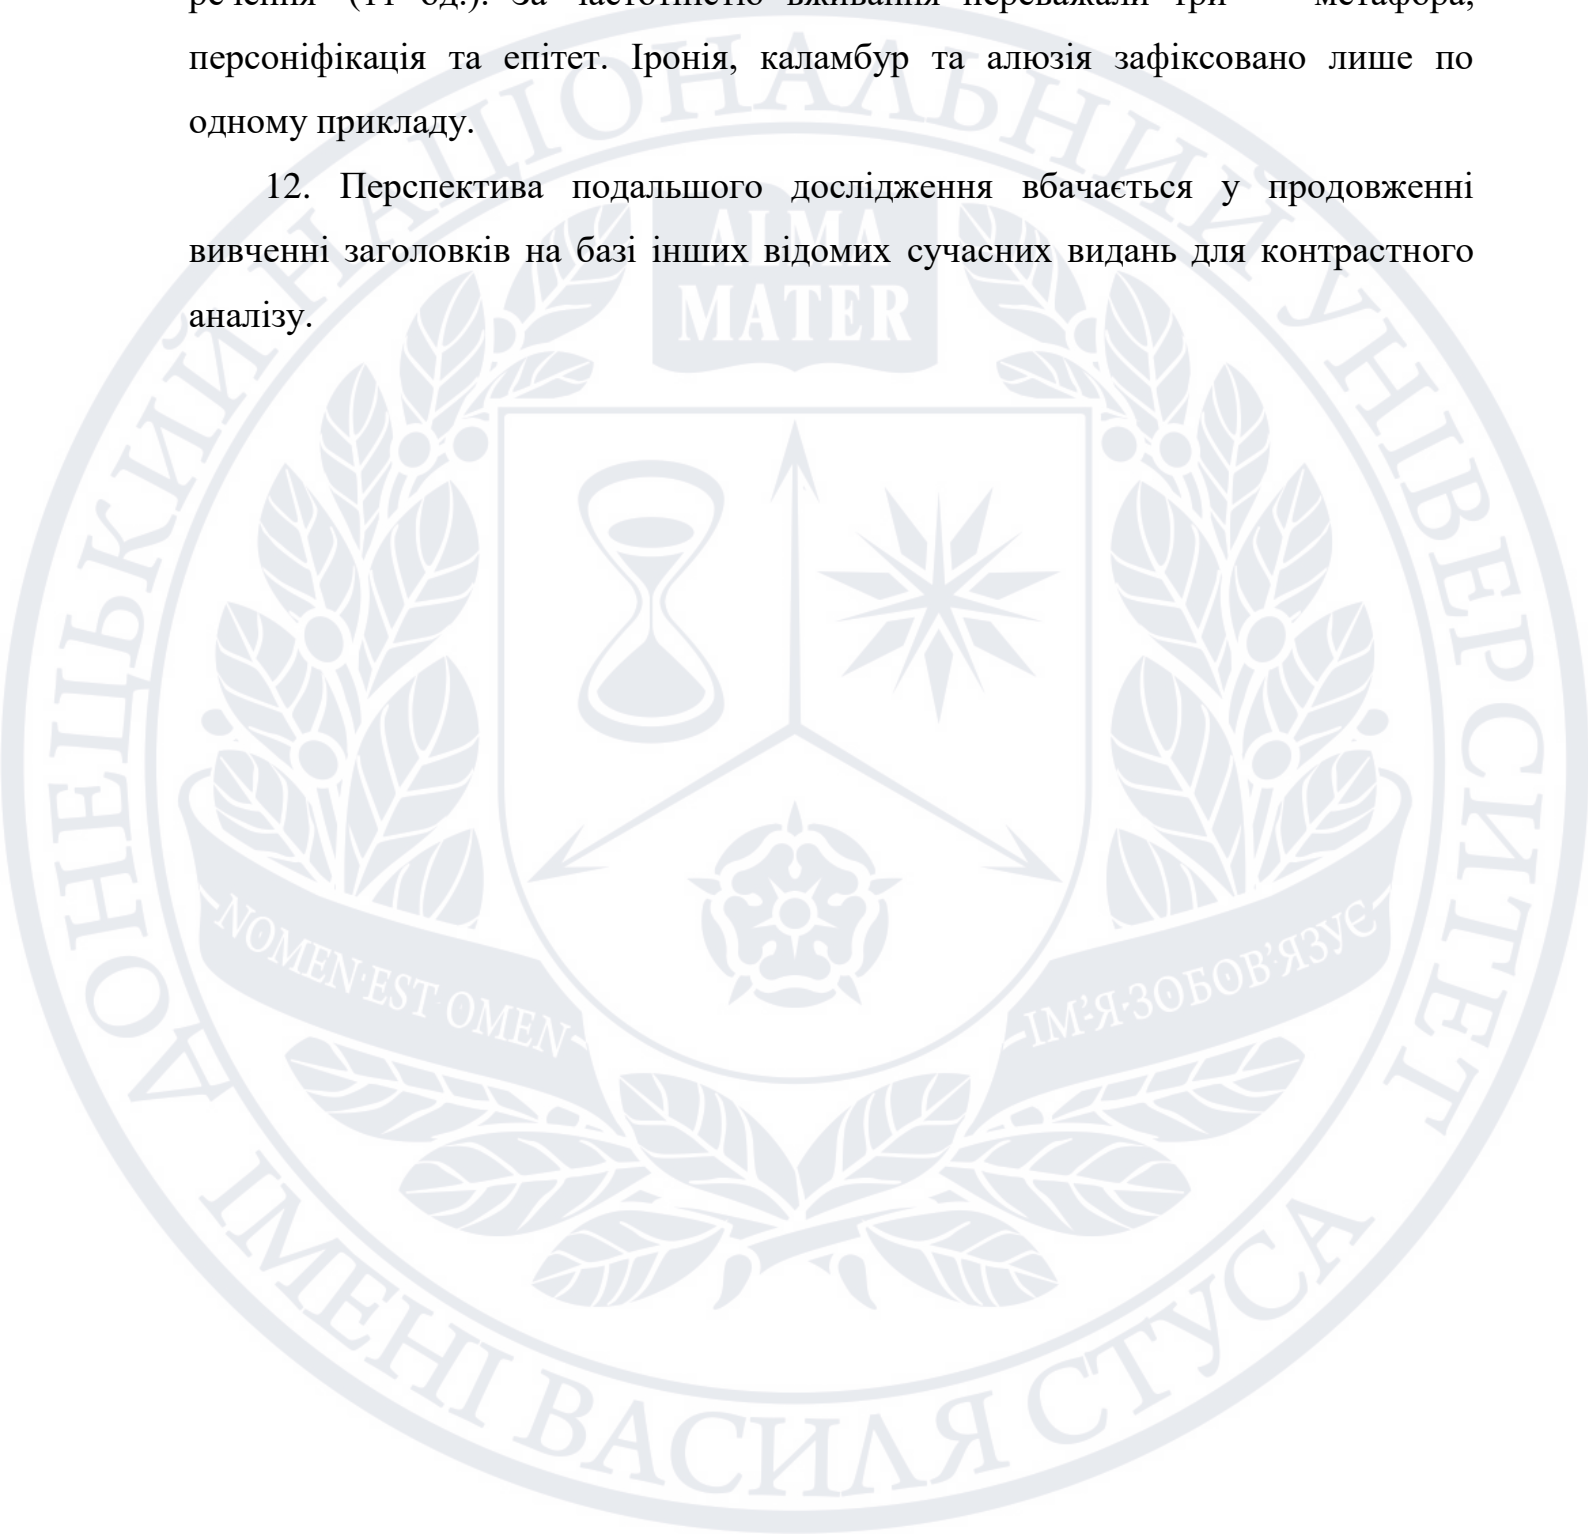 речення (11 од.). За частотністю вживання переважали три – метафора,
персоніфікація та епітет. Іронія, каламбур та алюзія зафіксовано лише по
одному прикладу.
12. Перспектива подальшого дослідження вбачається у продовженні
вивченні заголовків на базі інших відомих сучасних видань для контрастного
аналізу.
ДОНЕЦЬКИЙ НАЦІОНАЛЬНИЙ УНІВЕРСИТЕТ
ІМЕНІ ВАСИЛЯ СТУСА
ALMA
MATER
NOMEN·EST·OMEN
ІМ’Я·ЗОБОВ’ЯЗУЄ